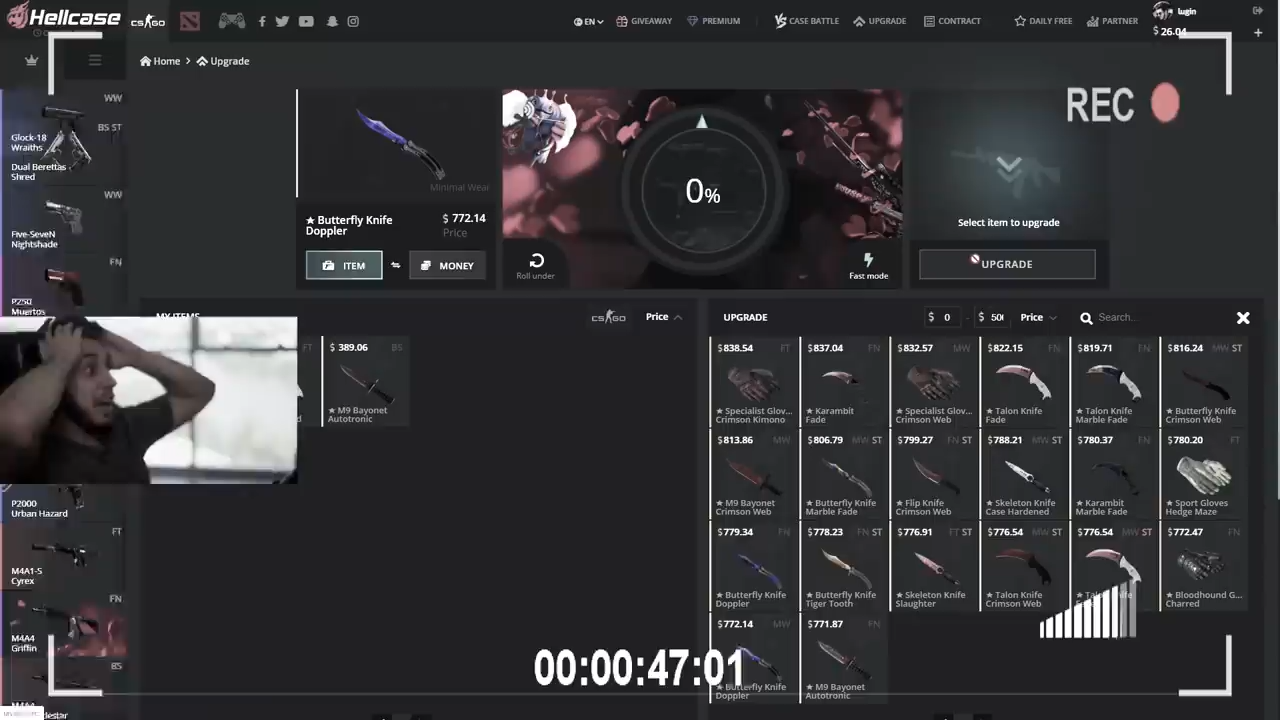 Hellcase
CS:GO
EN
GIVEAWAY
PREMIUM
CASE BATTLE
UPGRADE
CONTRACT
DAILY FREE
PARTNER
lugin
$ 26.04
Home > Upgrade
REC
WW
BS ST
Glock-18
Wraiths
Dual Berettas
Shred
WW
Five-SeveN
Nightshade
FN
P250
Muertos
P2000
Urban Hazard
FT
M4A1-S
Cyrex
FN
M4A4
Griffin
BS
Minimal Wear
★ Butterfly Knife
Doppler
$ 772.14
Price
ITEM
MONEY
0%
Roll under
Fast mode
Select item to upgrade
UPGRADE
MY ITEMS
CS:GO
Price
FT
$ 389.06 BS
★ M9 Bayonet
Autotronic
UPGRADE
$ 0 - $ 500
Price
Search...
$838.54 FT
★ Specialist Glov...
Crimson Kimono
$837.04 FN
★ Karambit
Fade
$832.57 MW
★ Specialist Glov...
Crimson Web
$822.15 FN
★ Talon Knife
Fade
$819.71 FN
★ Talon Knife
Marble Fade
$816.24 MW ST
★ Butterfly Knife
Crimson Web
$813.86 MW
★ M9 Bayonet
Crimson Web
$806.79 MW ST
★ Butterfly Knife
Marble Fade
$799.27 FN ST
★ Flip Knife
Crimson Web
$788.21 MW ST
★ Skeleton Knife
Case Hardened
$780.37 FN
★ Karambit
Marble Fade
$780.20 FT
★ Sport Gloves
Hedge Maze
$779.34 FN
★ Butterfly Knife
Doppler
$778.23 FN
★ Butterfly Knife
Tiger Tooth
$776.91 FT ST
★ Skeleton Knife
Slaughter
$776.54 MW ST
★ Talon Knife
Crimson Web
$776.54 MW ST
★ Talon Knife
$772.47 FN
★ Bloodhound G...
Charred
$772.14
★ Butterfly Knife
Doppler
$771.87 FN
★ M9 Bayonet
Autotronic
00:00:47:01